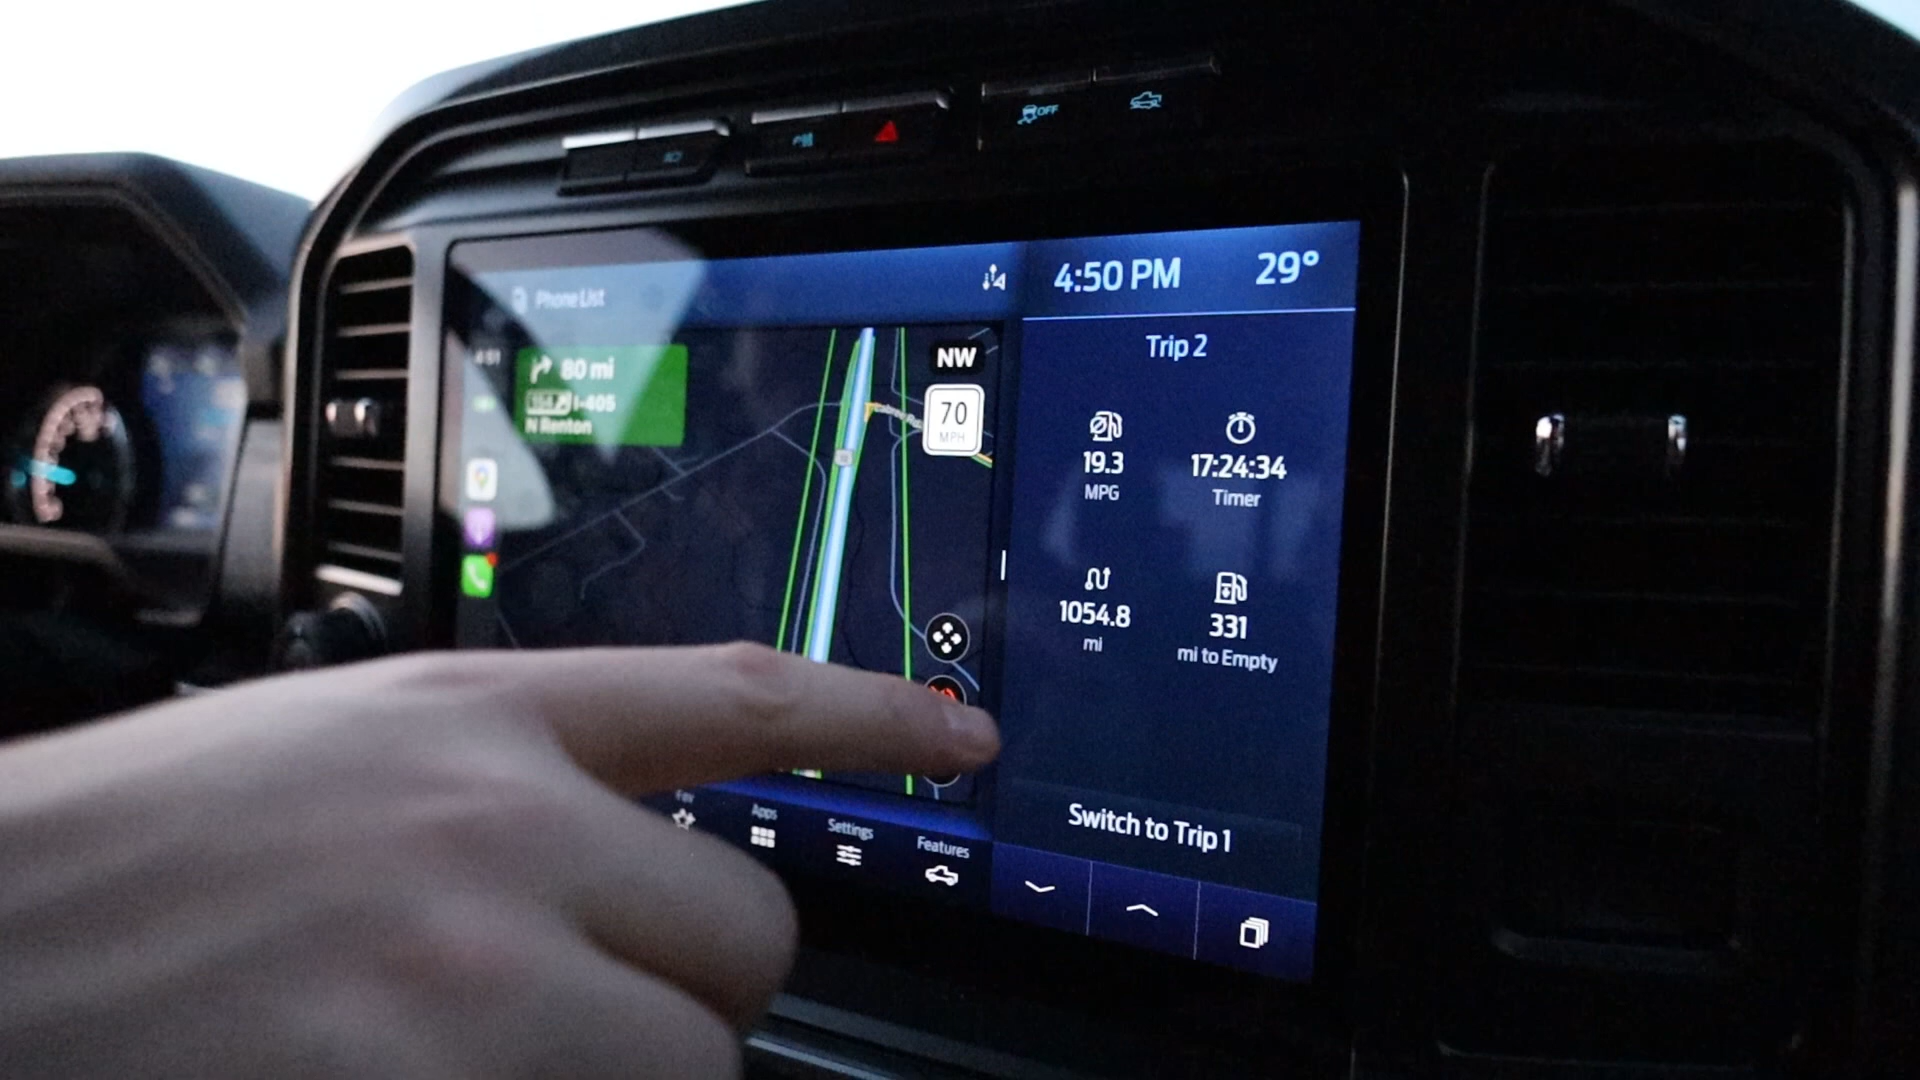 OFF
Phone List
4:50 PM
29°
4:51
80 mi
I-405
N Renton
NW
70
MPH
Trip 2
19.3
MPG
17:24:34
Timer
1054.8
mi
331
mi to Empty
Switch to Trip 1
Fav
Apps
Settings
Features